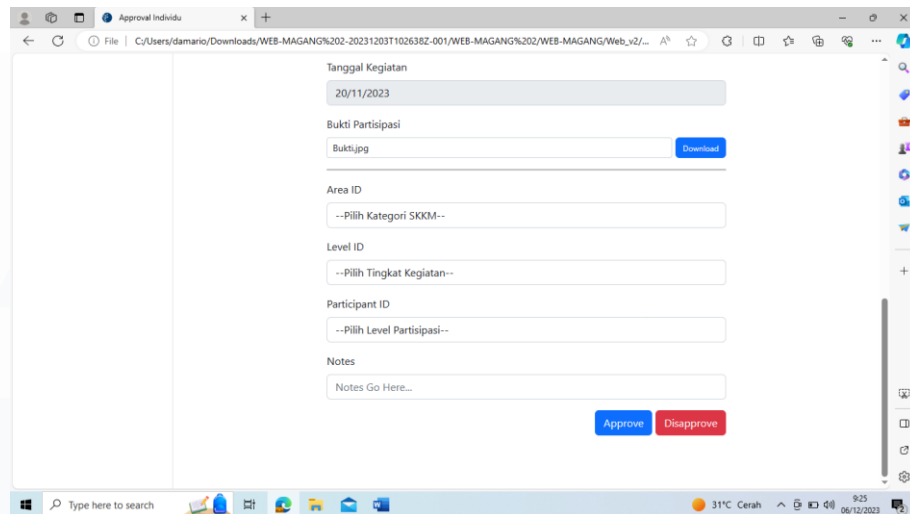 Approval Individu
File
C:/Users/damario/Downloads/WEB-MAGANG%202-20231203T102638Z-001/WEB-MAGANG%202/WEB-MAGANG/Web_v2/...
Tanggal Kegiatan
20/11/2023
Bukti Partisipasi
Bukti.jpg
Download
Area ID
--Pilih Kategori SKKM--
Level ID
--Pilih Tingkat Kegiatan--
Participant ID
--Pilih Level Partisipasi--
Notes
Notes Go Here...
Approve Disapprove
Type here to search
31°C Cerah
9:25
06/12/2023